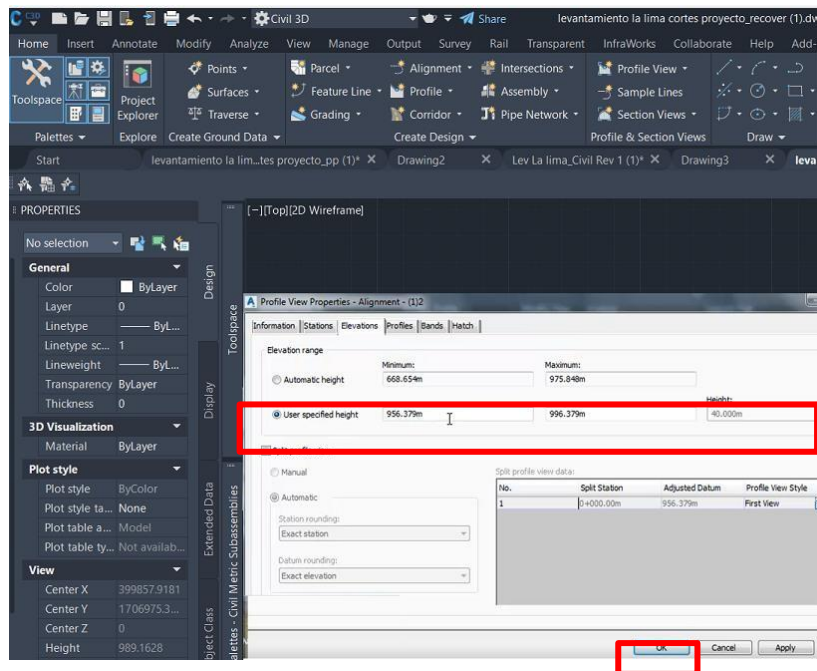 C3D Civil 3D Share levantamiento la lima cortes proyecto_recover (1).dw
Home Insert Annotate Modify Analyze View Manage Output Survey Rail Transparent InfraWorks Collaborate Help Add-
Points Parcel Alignment Intersections Profile View
Toolspace Project Explorer Surfaces Feature Line Profile Assembly Sample Lines
Traverse Grading Corridor Pipe Network Section Views
Palettes Explore Create Ground Data Create Design Profile & Section Views Draw
Start levantamiento la lim...tes proyecto_pp (1)* Drawing2 Lev La lima_Civil Rev 1 (1)* Drawing3 leva
PROPERTIES [-][Top][2D Wireframe]
No selection
General
Color ByLayer
Layer 0
Linetype ByL...
Linetype sc... 1
Lineweight ByL...
Transparency ByLayer
Thickness 0
3D Visualization
Material ByLayer
Plot style
Plot style ByColor
Plot style ta... None
Plot table a... Model
Plot table ty... Not availab...
View
Center X 399857.9181
Center Y 1706975.3...
Center Z 0
Height 989.1628
Design
Display
Extended Data
Object Class
Toolspace
alettes - Civil Metric Subassemblies
Profile View Properties - Alignment - (1)2
Information Stations Elevations Profiles Bands Hatch
Elevation range
Minimum: Maximum:
Automatic height 668.654m 975.848m
Height:
User specified height 956.379m 996.379m 40.000m
Manual Split profile view data:
No. Split Station Adjusted Datum Profile View Style
Automatic 1 0+000.00m 956.379m First View
Station rounding:
Exact station
Datum rounding:
Exact elevation
OK Cancel Apply